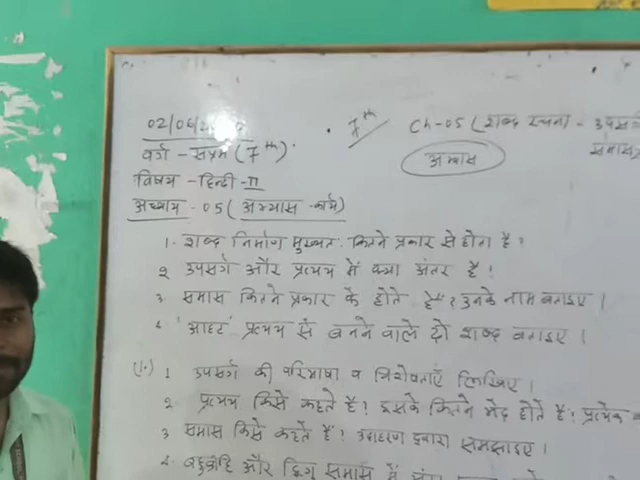 02/06/
7th Ch-05 (शब्द रचना - उपसर्ग
समास
अभ्यास
वर्ग - सप्तम (7th)
विषय - हिन्दी - II
अध्याय - 05 (अभ्यास - कार्य)
1. शब्द निर्माण मुख्यतः कितने प्रकार से होता है?
2 उपसर्ग और प्रत्यय में क्या अंतर है?
3 समास कितने प्रकार के होते हैं? उनके नाम बताइए।
4 'आहट' प्रत्यय से बनने वाले दो शब्द बताइए।
1 उपसर्ग की परिभाषा व विशेषताएँ लिखिए।
2 प्रत्यय किसे कहते है? इसके कितने भेद होते है? प्रत्येक
3 समास किसे कहते है? उदाहरण द्वारा समझाइए।
4. बहुब्रीहि और द्विगु समास में